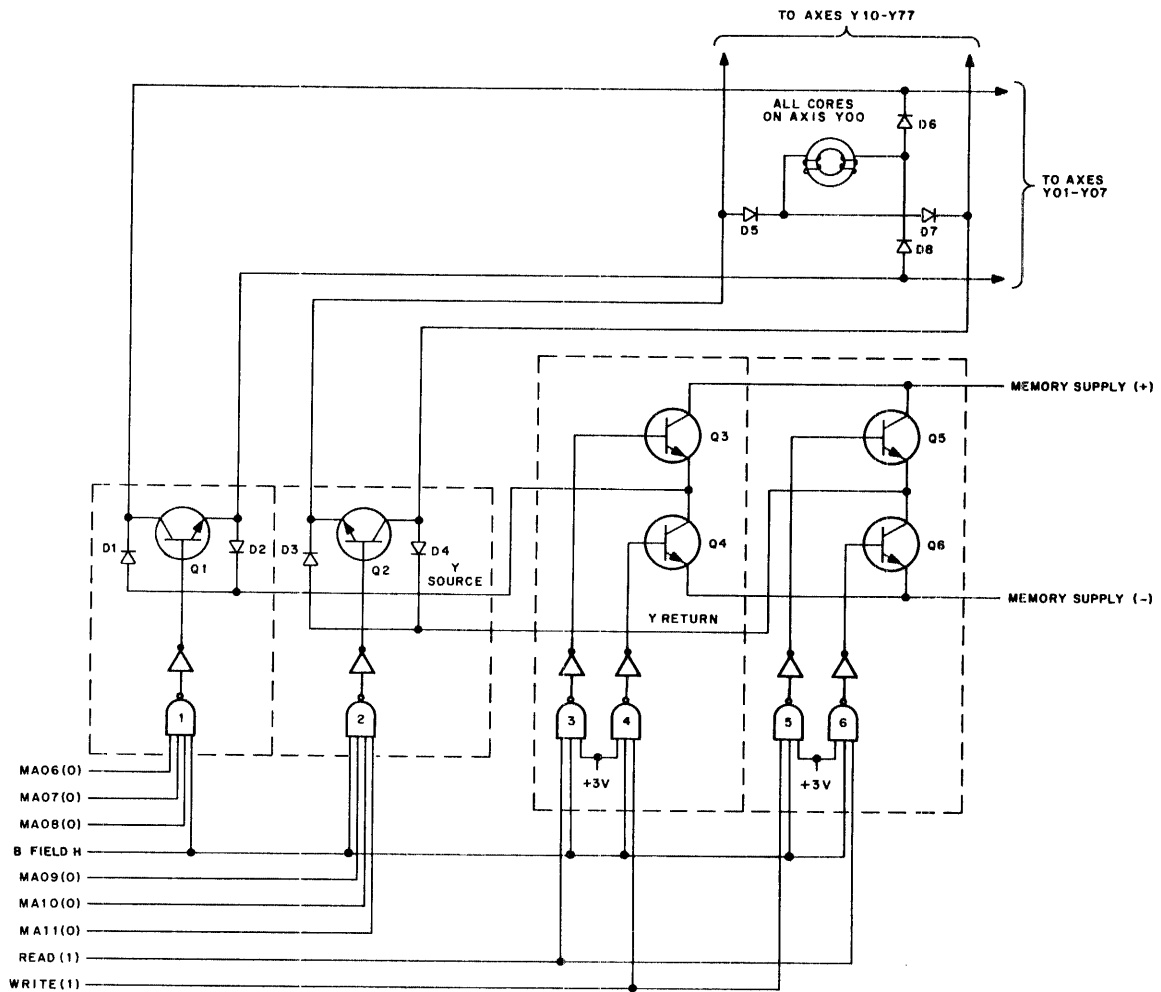 TO AXES Y10-Y77
ALL CORES
ON AXIS Y00
D6
TO AXES
Y01-Y07
D5
D7
D8
MEMORY SUPPLY (+)
Q3
Q5
D1
Q1
D2
D3
Q2
D4
Y
SOURCE
Q4
Q6
MEMORY SUPPLY (-)
Y RETURN
1
2
3
4
5
6
+3V
+3V
MA06(0)
MA07(0)
MA08(0)
B FIELD H
MA09(0)
MA10(0)
MA11(0)
READ(1)
WRITE(1)